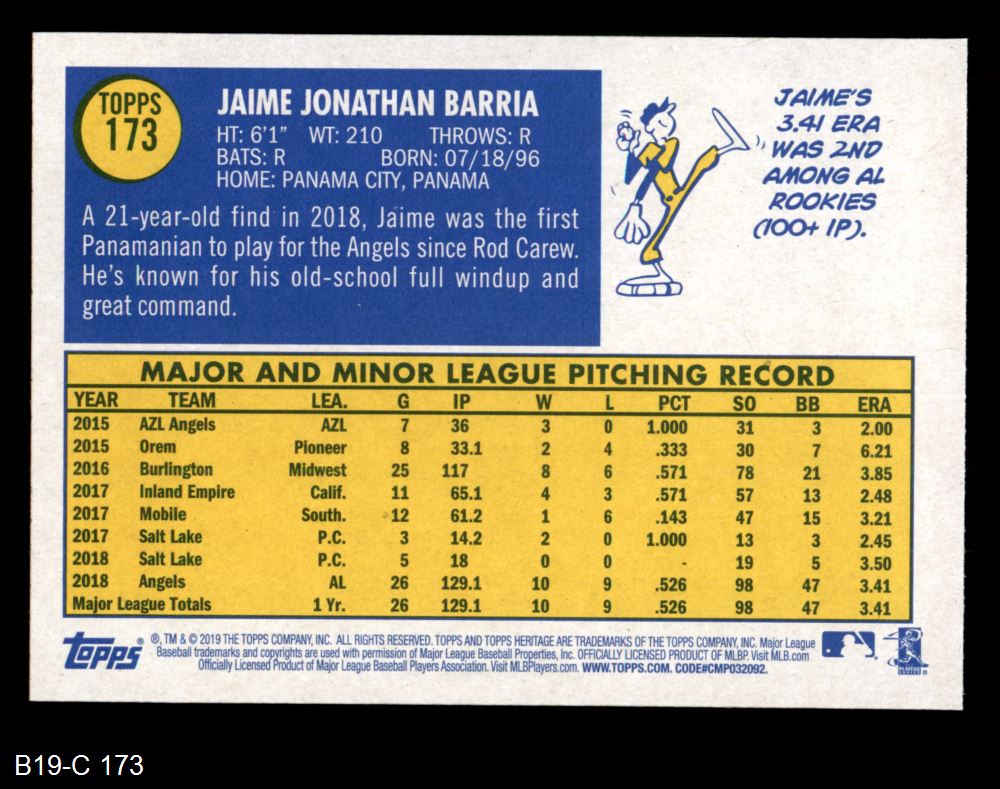 TOPPS
173
JAIME JONATHAN BARRIA
HT: 6'1" WT: 210 THROWS: R
BATS: R BORN: 07/18/96
HOME: PANAMA CITY, PANAMA
A 21-year-old find in 2018, Jaime was the first
Panamanian to play for the Angels since Rod Carew.
He's known for his old-school full windup and
great command.
JAIME'S
3.41 ERA
WAS 2ND
AMONG AL
ROOKIES
(100+ IP).
MAJOR AND MINOR LEAGUE PITCHING RECORD
YEAR TEAM LEA. G IP W L PCT SO BB ERA
2015 AZL Angels AZL 7 36 3 0 1.000 31 3 2.00
2015 Orem Pioneer 8 33.1 2 4 .333 30 7 6.21
2016 Burlington Midwest 25 117 8 6 .571 78 21 3.85
2017 Inland Empire Calif. 11 65.1 4 3 .571 57 13 2.48
2017 Mobile South. 12 61.2 1 6 .143 47 15 3.21
2017 Salt Lake P.C. 3 14.2 2 0 1.000 13 3 2.45
2018 Salt Lake P.C. 5 18 0 0 - 19 5 3.50
2018 Angels AL 26 129.1 10 9 .526 98 47 3.41
Major League Totals 1 Yr. 26 129.1 10 9 .526 98 47 3.41
Topps ® ®, TM & © 2019 THE TOPPS COMPANY, INC. ALL RIGHTS RESERVED. TOPPS AND TOPPS HERITAGE ARE TRADEMARKS OF THE TOPPS COMPANY, INC. Major League
Baseball trademarks and copyrights are used with permission of Major League Baseball Properties, Inc. OFFICIALLY LICENSED PRODUCT OF MLBP. Visit MLB.com
Officially Licensed Product of Major League Baseball Players Association. Visit MLBPlayers.com. WWW.TOPPS.COM. CODE#CMP032092.
B19-C 173